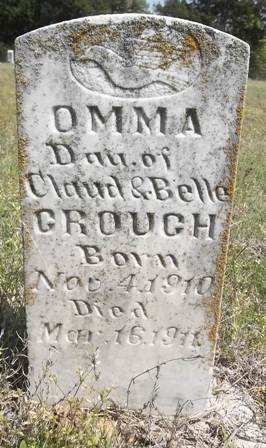 OMMA
Dau. of
Claud & Belle
CROUCH
Born
Nov 4.1910
Died
Mar. 16.1911